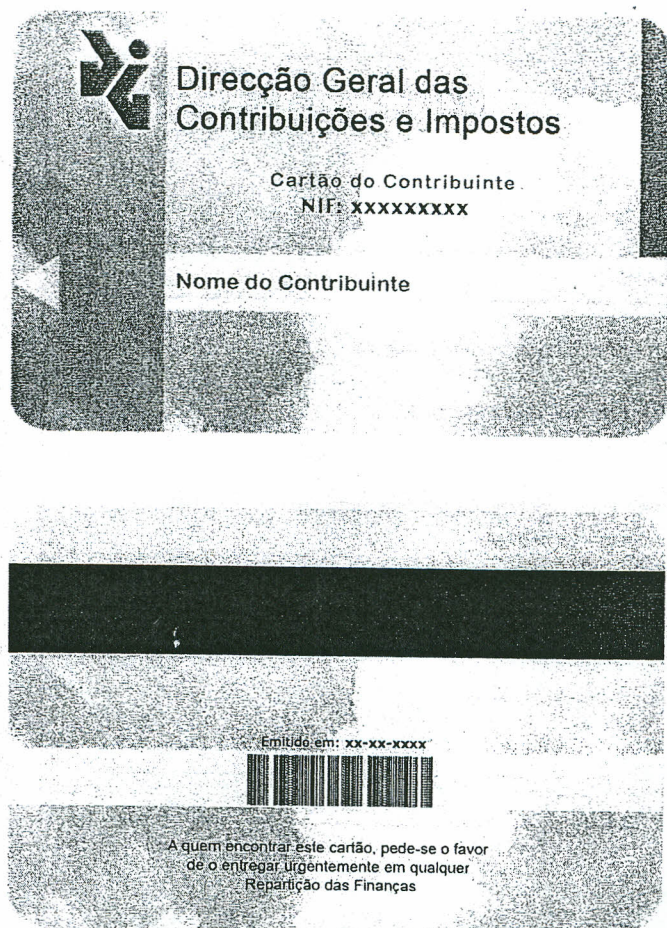 Direcção Geral das
Contribuições e Impostos
Cartão do Contribuinte
NIF: xxxxxxxxx
Nome do Contribuinte
Emitido em: xx-xx-xxxx
A quem encontrar este cartão, pede-se o favor
de o entregar urgentemente em qualquer
Repartição das Finanças